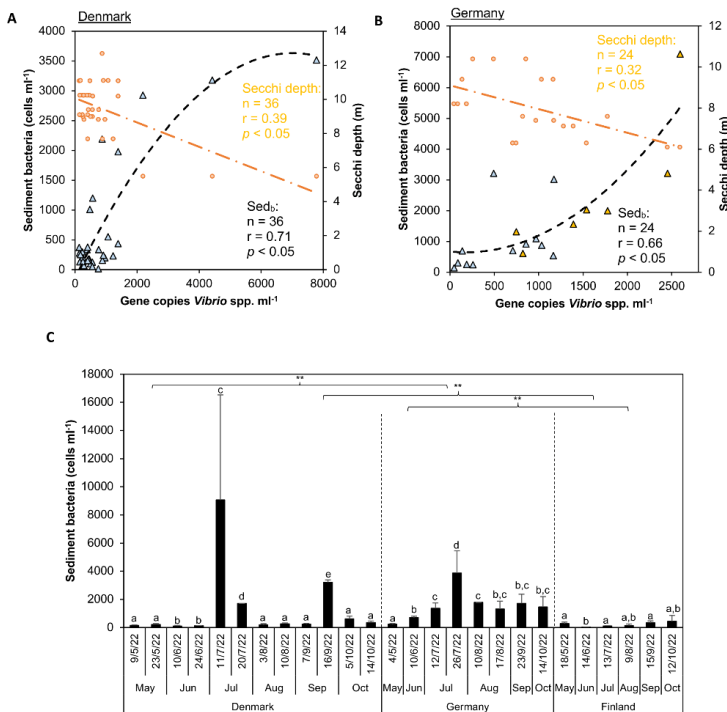 A
Denmark
4000
3500
3000
2500
2000
1500
1000
500
0
Sediment bacteria (cells ml-1)
14
12
10
8
6
4
2
0
Secchi depth (m)
Secchi depth:
n = 36
r = 0.39
p < 0.05
Sedb:
n = 36
r = 0.71
p < 0.05
0 2000 4000 6000 8000
Gene copies Vibrio spp. ml-1
B
Germany
8000
7000
6000
5000
4000
3000
2000
1000
0
Sediment bacteria (cells ml-1)
12
10
8
6
4
2
0
Secchi depth (m)
Secchi depth:
n = 24
r = 0.32
p < 0.05
Sedb:
n = 24
r = 0.66
p < 0.05
0 500 1000 1500 2000 2500
Gene copies Vibrio spp. ml-1
C
18000
16000
14000
12000
10000
8000
6000
4000
2000
0
Sediment bacteria (cells ml-1)
**
**
**
a a b b c d a a a e a a a b c d c b,c b,c b,c a b a a,b a a,b
9/5/22 23/5/22 10/6/22 24/6/22 11/7/22 20/7/22 3/8/22 10/8/22 7/9/22 16/9/22 5/10/22 14/10/22 4/5/22 10/6/22 12/7/22 26/7/22 10/8/22 17/8/22 23/9/22 14/10/22 18/5/22 14/6/22 13/7/22 9/8/22 15/9/22 12/10/22
May Jun Jul Aug Sep Oct May Jun Jul Aug Sep Oct May Jun Jul Aug Sep Oct
Denmark Germany Finland